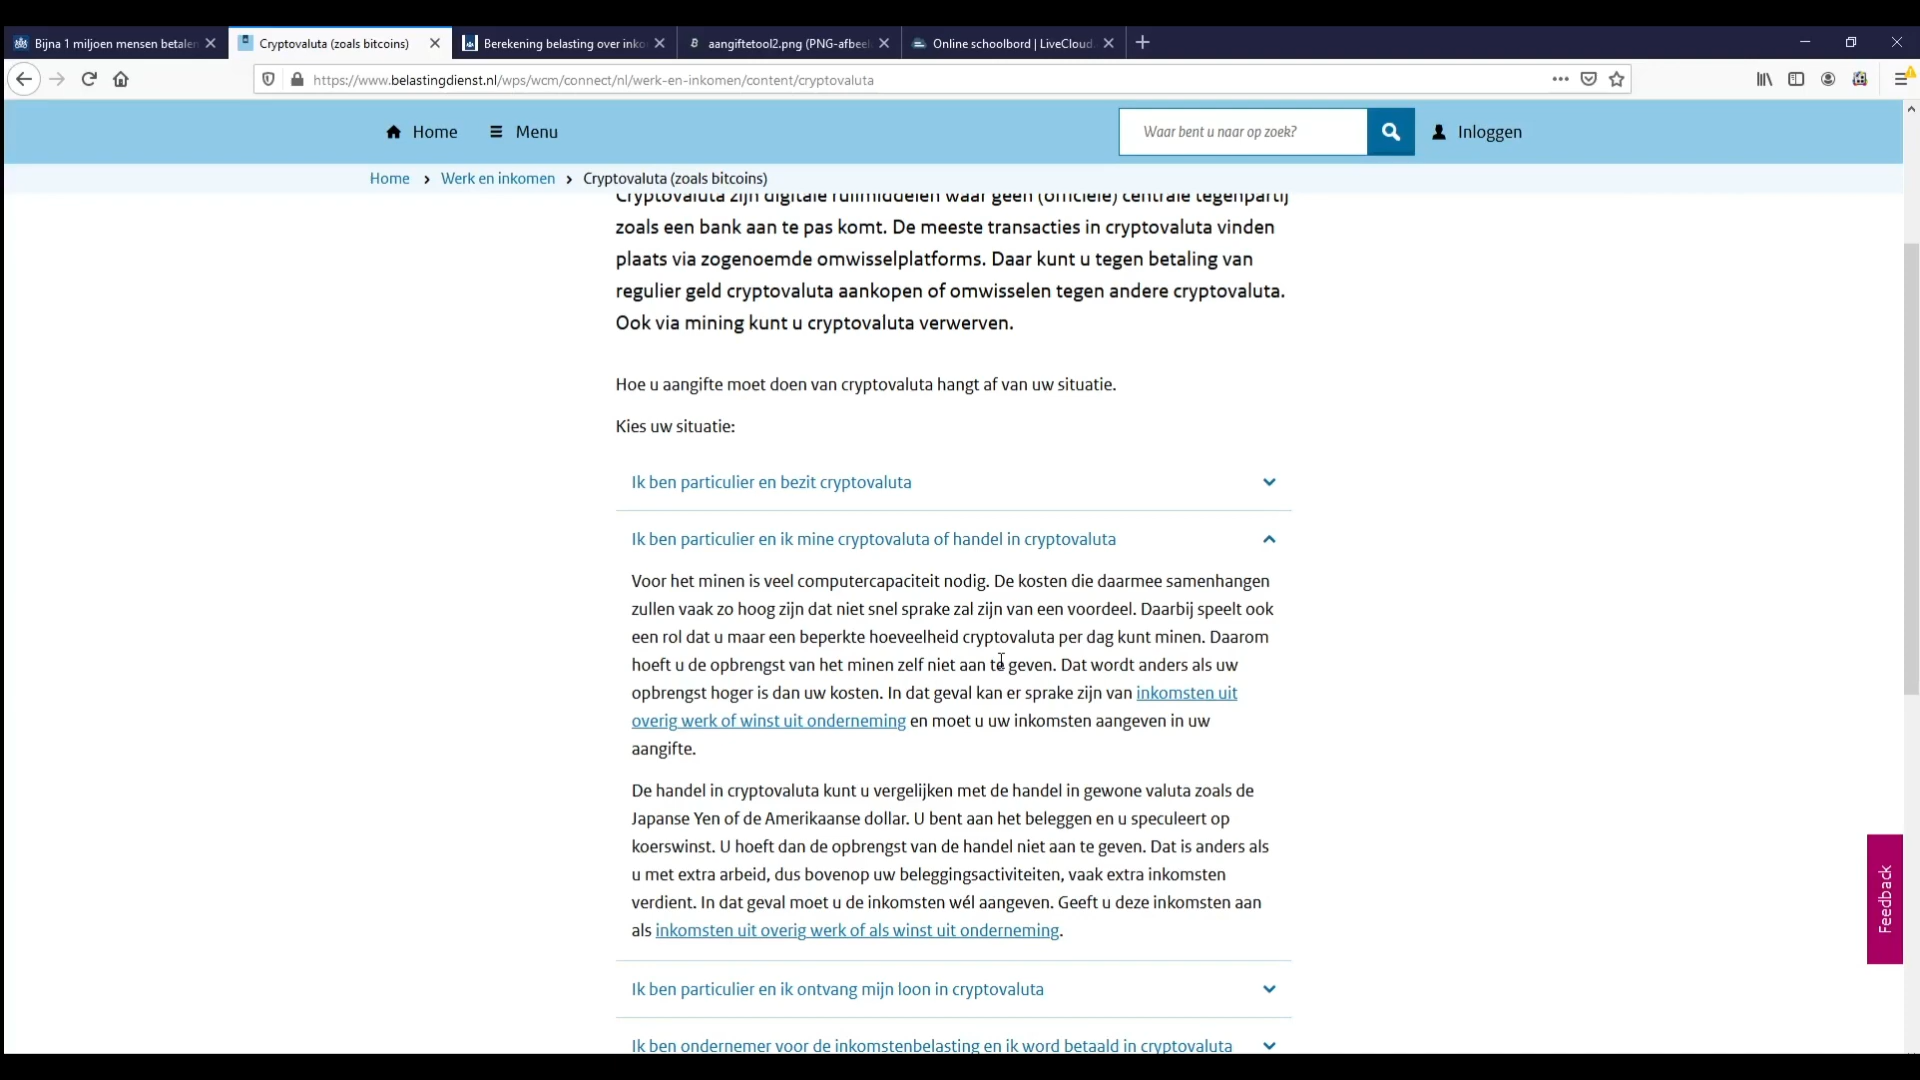 Bijna 1 miljoen mensen betalen
Cryptovaluta (zoals bitcoins)
Berekening belasting over inko
aangiftetool2.png (PNG-afbeel
Online schoolbord | LiveCloud
https://www.belastingdienst.nl/wps/wcm/connect/nl/werk-en-inkomen/content/cryptovaluta
Home
Menu
Waar bent u naar op zoek?
Inloggen
Home > Werk en inkomen > Cryptovaluta (zoals bitcoins)
Cryptovaluta zijn digitale ruilmiddelen waar geen (officiële) centrale tegenpartij
zoals een bank aan te pas komt. De meeste transacties in cryptovaluta vinden
plaats via zogenoemde omwisselplatforms. Daar kunt u tegen betaling van
regulier geld cryptovaluta aankopen of omwisselen tegen andere cryptovaluta.
Ook via mining kunt u cryptovaluta verwerven.
Hoe u aangifte moet doen van cryptovaluta hangt af van uw situatie.
Kies uw situatie:
Ik ben particulier en bezit cryptovaluta
Ik ben particulier en ik mine cryptovaluta of handel in cryptovaluta
Voor het minen is veel computercapaciteit nodig. De kosten die daarmee samenhangen
zullen vaak zo hoog zijn dat niet snel sprake zal zijn van een voordeel. Daarbij speelt ook
een rol dat u maar een beperkte hoeveelheid cryptovaluta per dag kunt minen. Daarom
hoeft u de opbrengst van het minen zelf niet aan te geven. Dat wordt anders als uw
opbrengst hoger is dan uw kosten. In dat geval kan er sprake zijn van inkomsten uit
overig werk of winst uit onderneming en moet u uw inkomsten aangeven in uw
aangifte.
De handel in cryptovaluta kunt u vergelijken met de handel in gewone valuta zoals de
Japanse Yen of de Amerikaanse dollar. U bent aan het beleggen en u speculeert op
koerswinst. U hoeft dan de opbrengst van de handel niet aan te geven. Dat is anders als
u met extra arbeid, dus bovenop uw beleggingsactiviteiten, vaak extra inkomsten
verdient. In dat geval moet u de inkomsten wél aangeven. Geeft u deze inkomsten aan
als inkomsten uit overig werk of als winst uit onderneming.
Ik ben particulier en ik ontvang mijn loon in cryptovaluta
Ik ben ondernemer voor de inkomstenbelasting en ik word betaald in cryptovaluta
Feedback